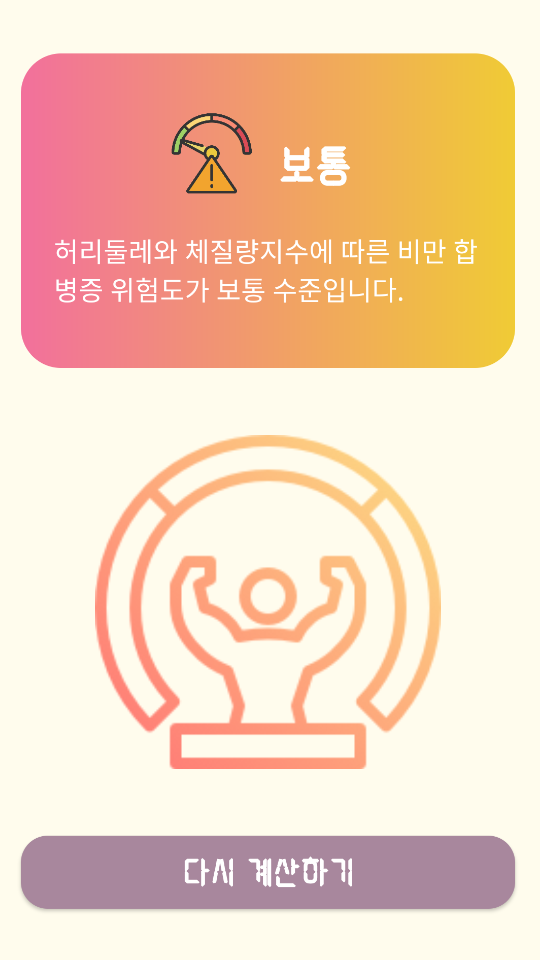 보통
허리둘레와 체질량지수에 따른 비만 합
병증 위험도가 보통 수준입니다.
다시 계산하기